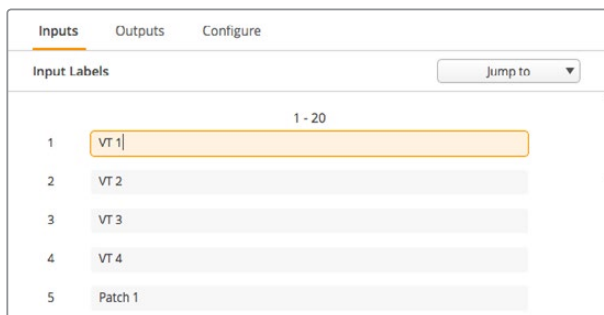 Inputs Outputs Configure
Input Labels Jump to
1 - 20
1 VT 1
2 VT 2
3 VT 3
4 VT 4
5 Patch 1